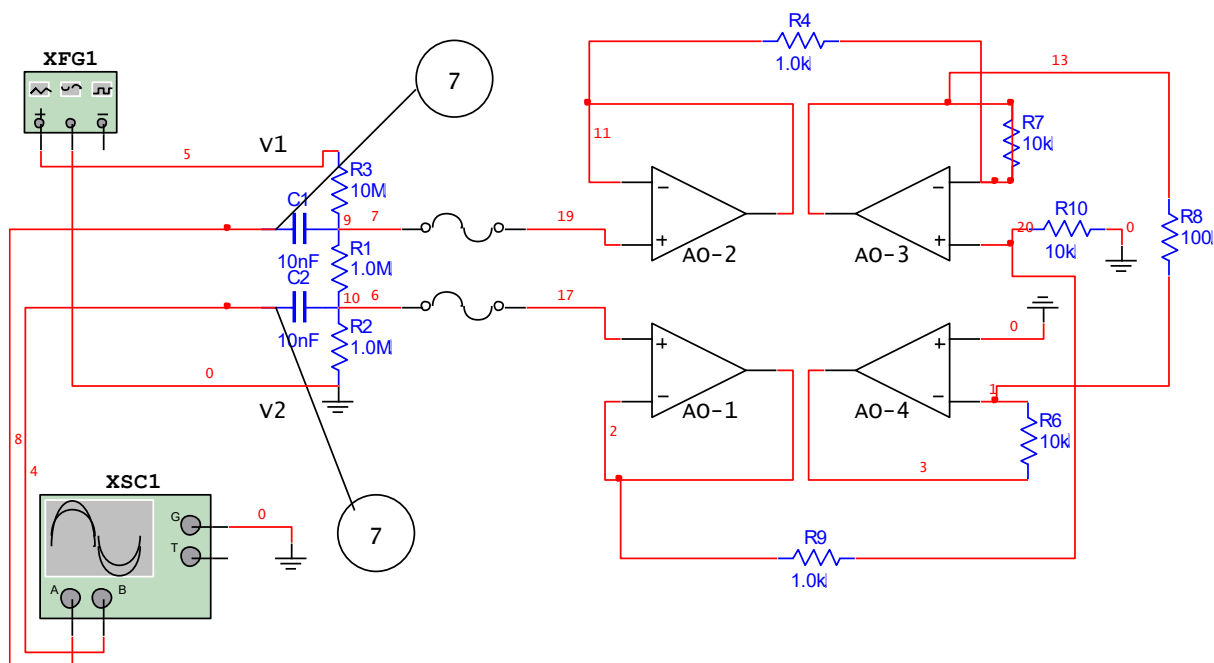 R4
1.0k
13
XFG1
7
11
R7
10k
V1
5
R3
10M
C1
9
7
19
R10
20
0
R8
100
10k
10nF
R1
1.0M
AO-2
AO-3
C2
10
6
17
10nF
R2
1.0M
0
0
V2
AO-1
AO-4
1
8
2
R6
10k
4
3
XSC1
G
0
T
7
R9
1.0k
A
B